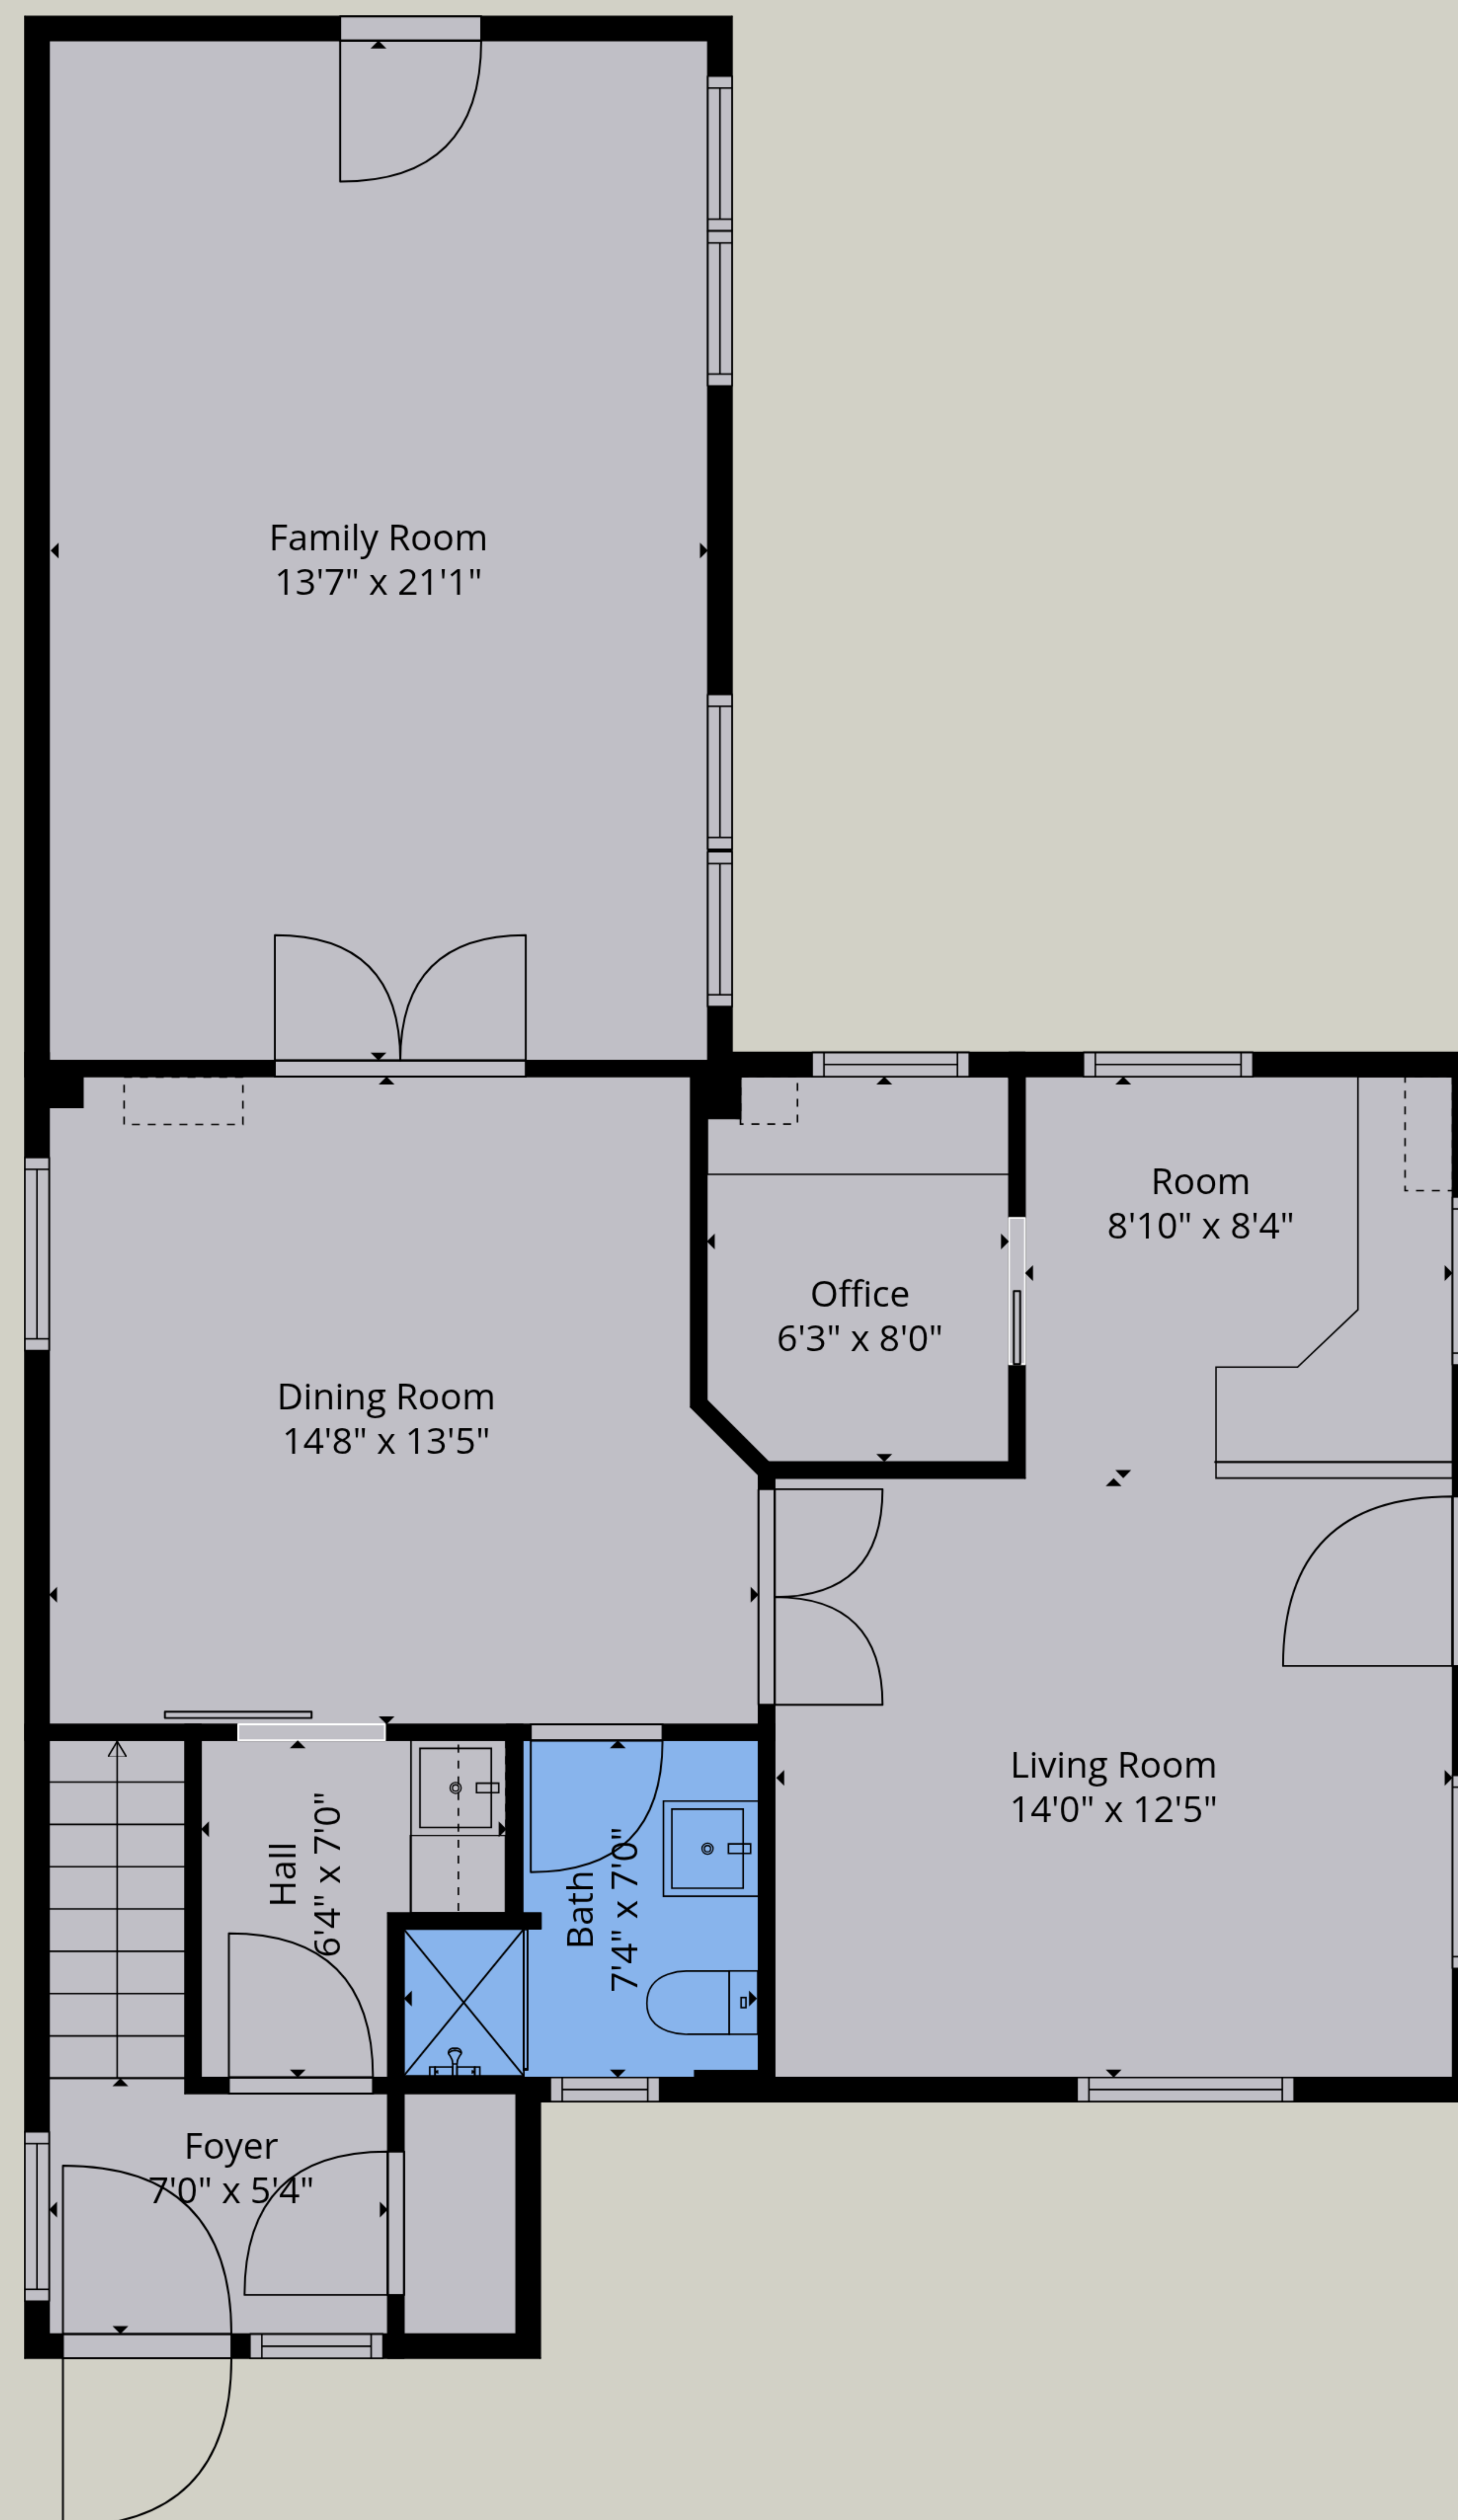 Family Room
13'7" x 21'1"
Room
8'10" x 8'4"
Office
6'3" x 8'0"
Dining Room
14'8" x 13'5"
Living Room
14'0" x 12'5"
Hall
6'4" x 7'0"
Bath
7'4" x 7'0"
Foyer
7'0" x 5'4"